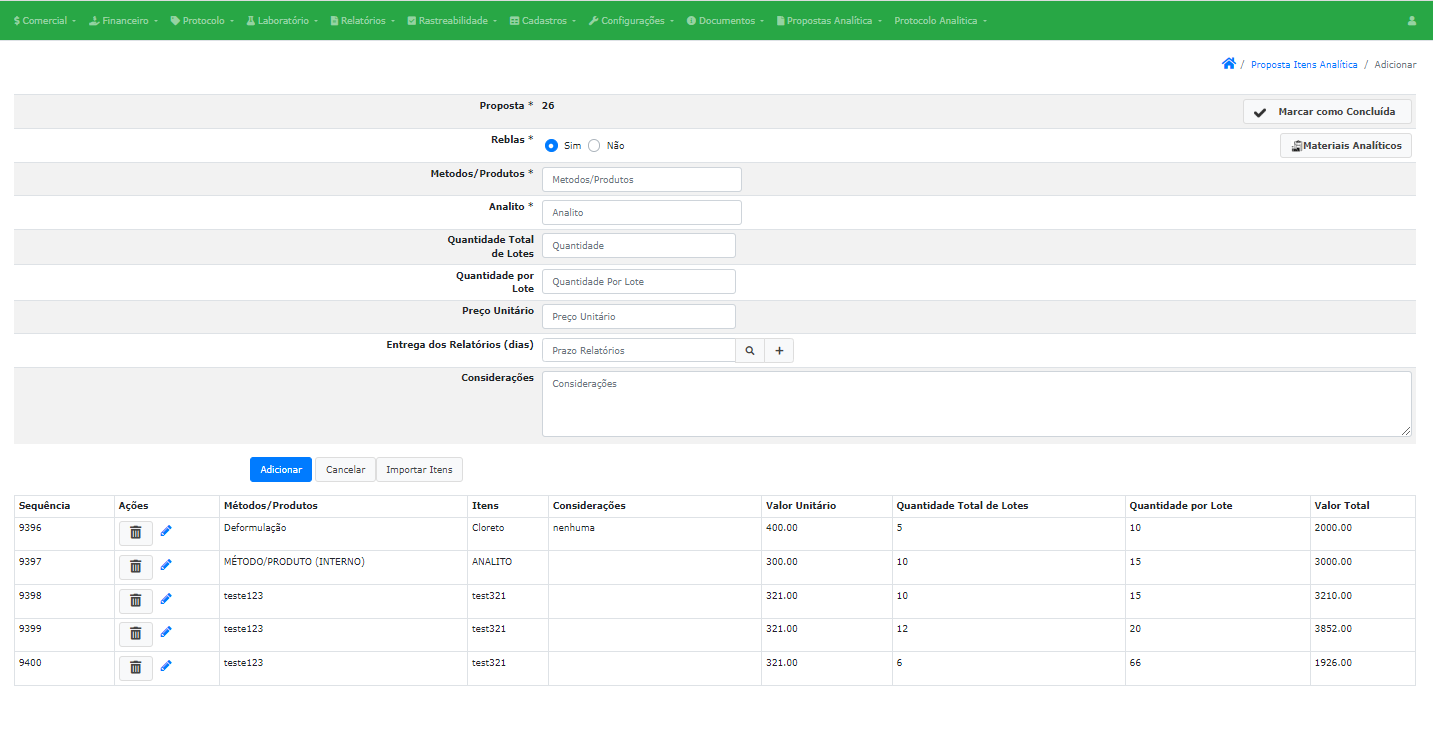 Comercial Financeiro Protocolo Laboratório Relatórios Rastreabilidade Cadastros Configurações Documentos Propostas Analítica Protocolo Analitica
/ Proposta Itens Analítica / Adicionar
Proposta * 26 Marcar como Concluída
Reblas * Sim Não Materiais Analíticos
Metodos/Produtos * Metodos/Produtos
Analito * Analito
Quantidade Total
de Lotes
Quantidade
Quantidade por
Lote
Quantidade Por Lote
Preço Unitário Preço Unitário
Entrega dos Relatórios (dias) Prazo Relatórios
Considerações Considerações
Adicionar Cancelar Importar Itens
Sequência Ações Métodos/Produtos Itens Considerações Valor Unitário Quantidade Total de Lotes Quantidade por Lote Valor Total
9396 Deformulação Cloreto nenhuma 400.00 5 10 2000.00
9397 MÉTODO/PRODUTO (INTERNO) ANALITO 300.00 10 15 3000.00
9398 teste123 test321 321.00 10 15 3210.00
9399 teste123 test321 321.00 12 20 3852.00
9400 teste123 test321 321.00 6 66 1926.00